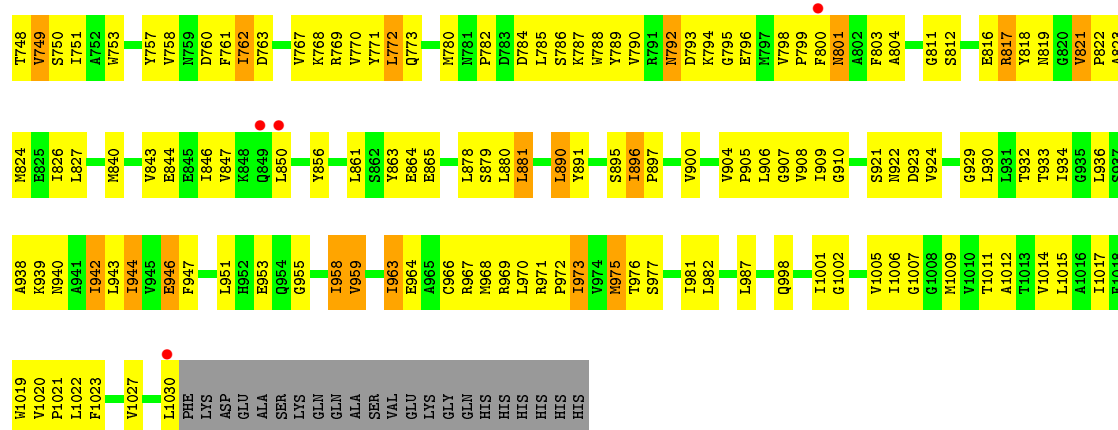 T748 V749 S750 I751 A752 W753 Y757 V758 N759 D760 F761 I762 D763 V767 K768 R769 V770 Y771 L772 Q773 M780 N781 P782 D783 D784 L785 S786 K787 W788 Y789 V790 R791 N792 D793 K794 G795 E796 M797 V798 P799 F800 N801 A802 F803 A804 G811 S812 E816 R817 Y818 N819 G820 V821 P822 A823
M824 E825 I826 L827 M840 V843 E844 E845 I846 V847 K848 Q849 L850 Y856 L861 S862 Y863 E864 E865 L878 S879 L880 L881 L890 Y891 S895 I896 P897 V900 V904 P905 L906 G907 V908 I909 G910 S921 N922 D923 V924 G929 L930 L931 T932 T933 I934 G935 L936 S937
A938 K939 N940 A941 I942 L943 I944 V945 E946 F947 L951 H952 E953 Q954 G955 I958 V959 I963 E964 A965 C966 R967 M968 R969 L970 R971 I973 V974 M975 T976 S977 I981 L982 L987 Q998 I1001 G1002 V1005 I1006 G1007 G1008 M1009 V1010 T1011 A1012 T1013 V1014 L1015 A1016 I1017 F1018
W1019 V1020 P1021 L1022 F1023 V1027 L1030 PHE LYS ASP GLU ALA SER LYS GLN GLN ALA SER VAL GLU LYS GLY GLN HIS HIS HIS HIS HIS HIS